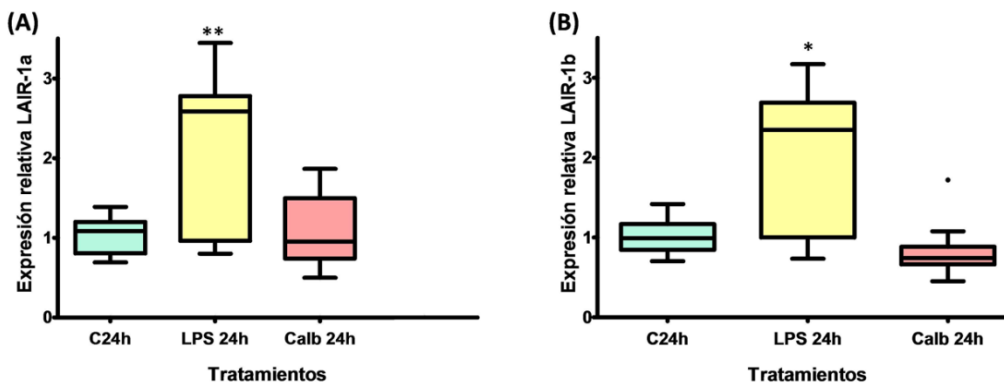 (A)
Expresión relativa LAIR-1a
3
2
1
0
**
C24h LPS 24h Calb 24h
Tratamientos
(B)
Expresión relativa LAIR-1b
3
2
1
0
*
C24h LPS 24h Calb 24h
Tratamientos